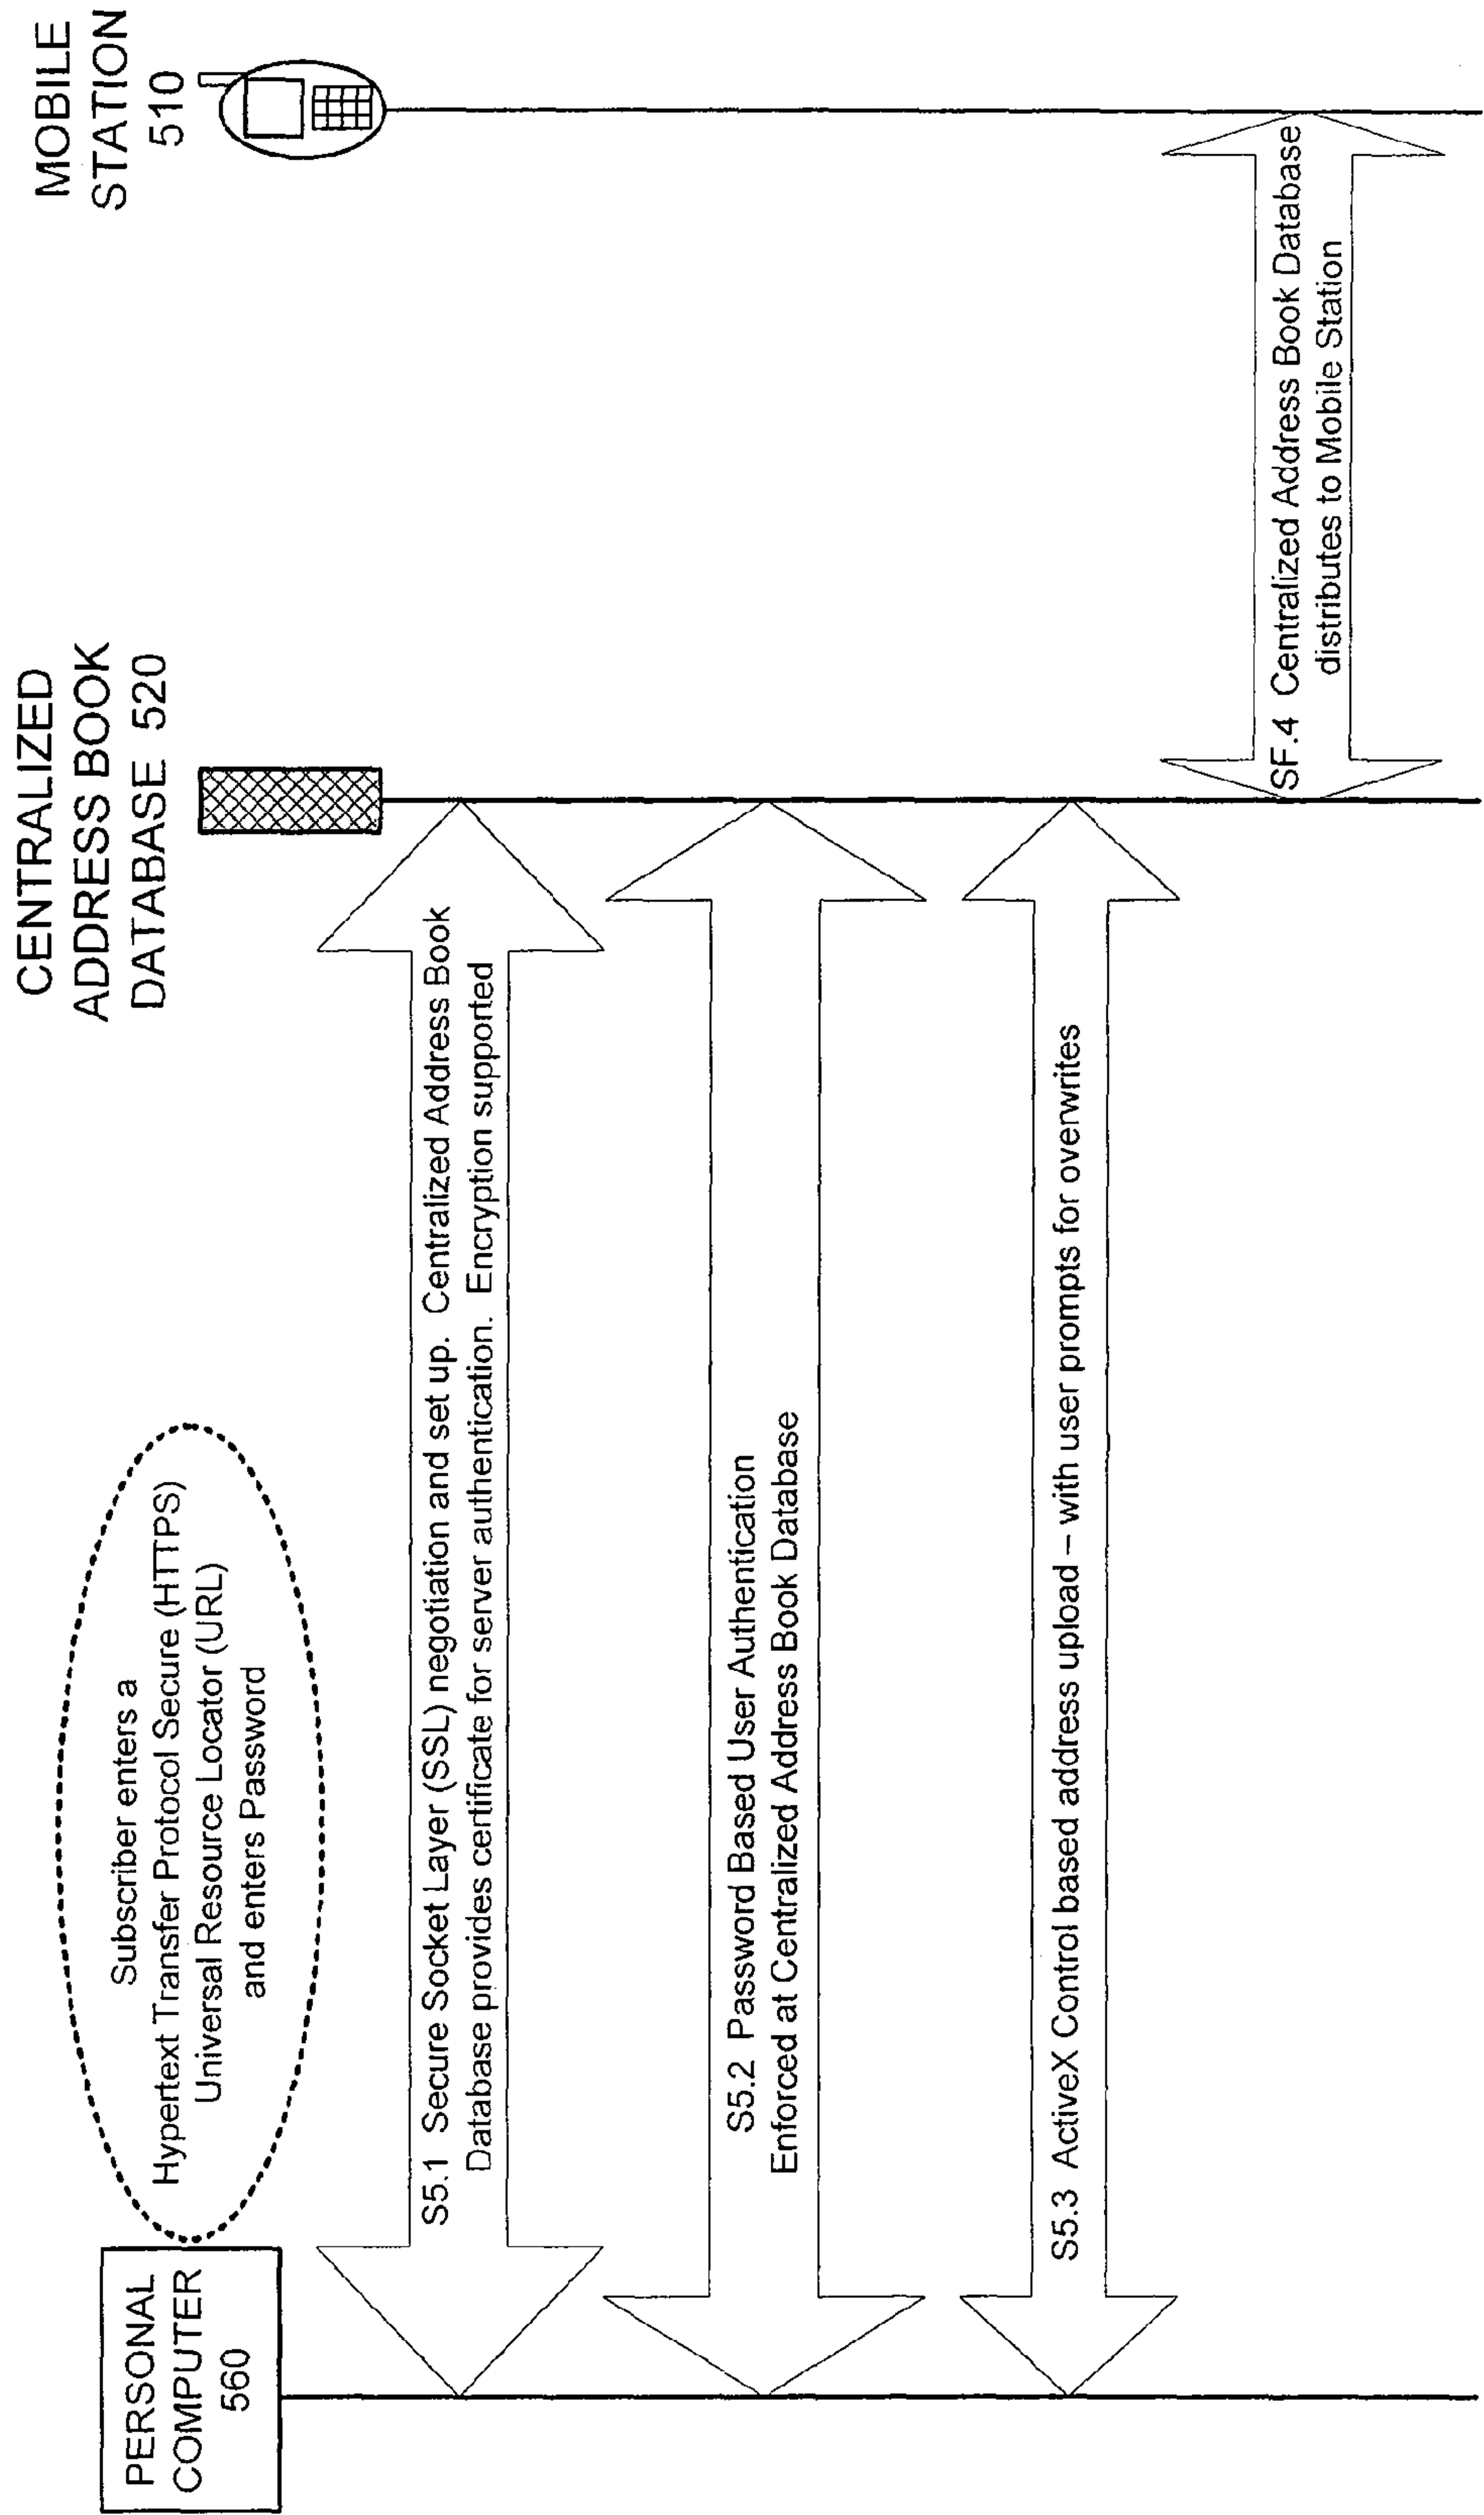 PERSONAL
COMPUTER
560
Subscriber enters a
Hypertext Transfer Protocol Secure (HTTPS)
Universal Resource Locator (URL)
and enters Password
CENTRALIZED
ADDRESS BOOK
DATABASE 520
MOBILE
STATION
510
S5.1 Secure Socket Layer (SSL) negotiation and set up. Centralized Address Book
Database provides certificate for server authentication. Encryption supported
S5.2 Password Based User Authentication
Enforced at Centralized Address Book Database
S5.3 ActiveX Control based address upload – with user prompts for overwrites
SF.4 Centralized Address Book Database
distributes to Mobile Station